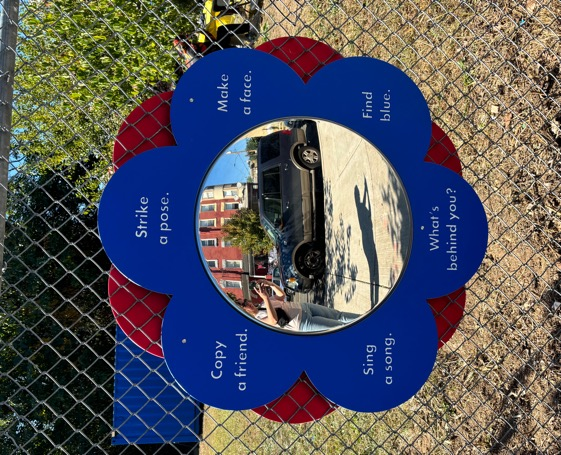 Strike
a pose.
Make
a face.
Find
blue.
What's
behind you?
Sing
a song.
Copy
a friend.